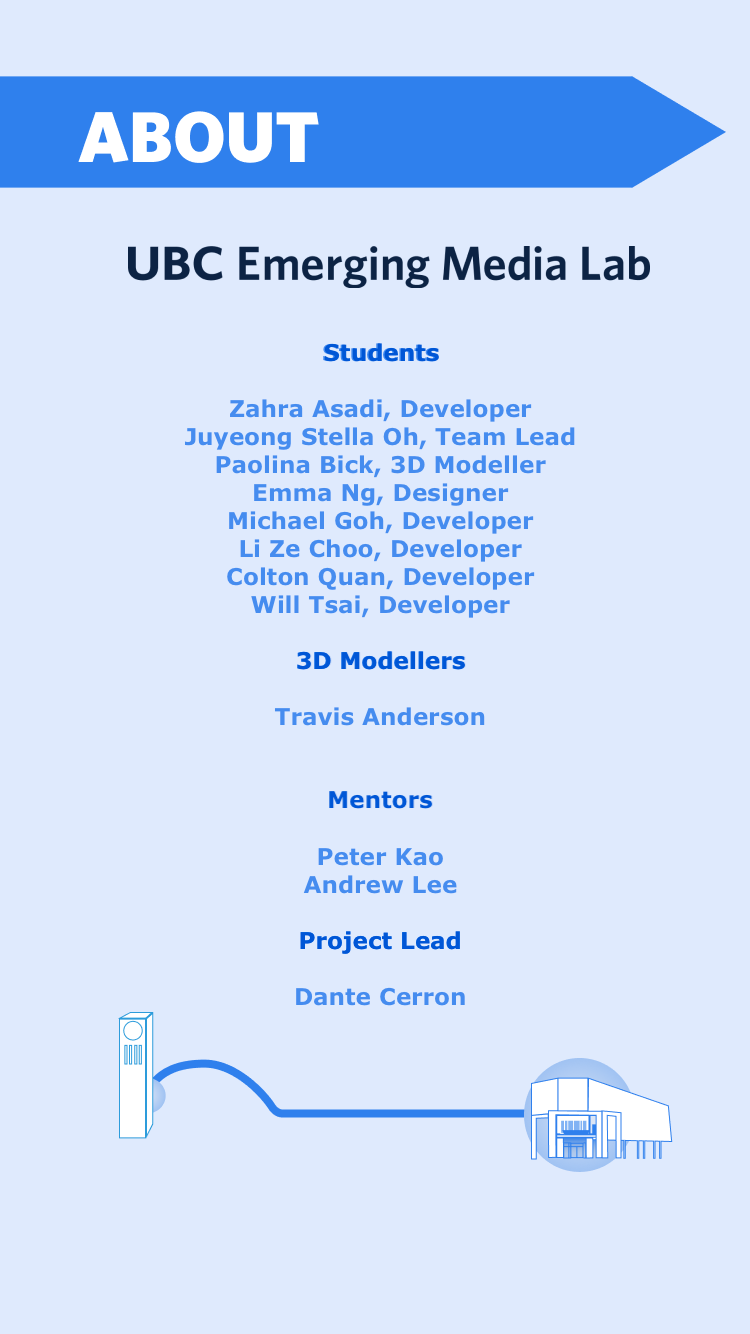 ABOUT
UBC Emerging Media Lab
Students
Zahra Asadi, Developer
Juyeong Stella Oh, Team Lead
Paolina Bick, 3D Modeller
Emma Ng, Designer
Michael Goh, Developer
Li Ze Choo, Developer
Colton Quan, Developer
Will Tsai, Developer
3D Modellers
Travis Anderson
Mentors
Peter Kao
Andrew Lee
Project Lead
Dante Cerron